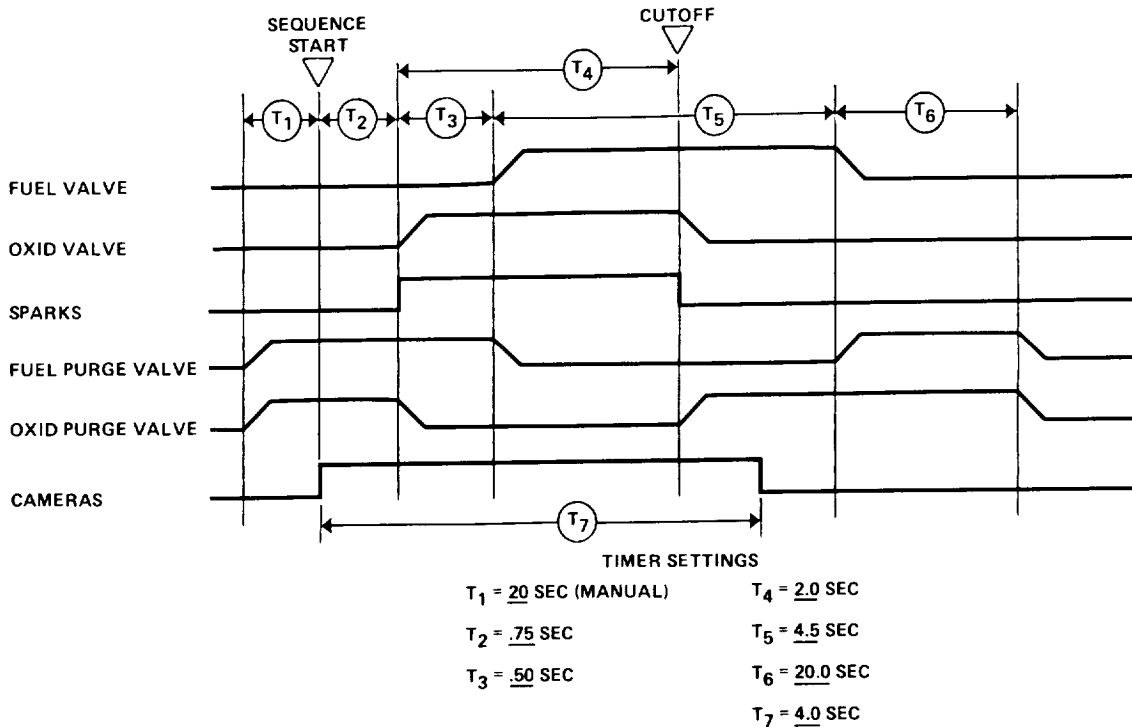 SEQUENCE
START
CUTOFF
T4
T1
T2
T3
T5
T6
FUEL VALVE
OXID VALVE
SPARKS
FUEL PURGE VALVE
OXID PURGE VALVE
CAMERAS
T7
TIMER SETTINGS
T1 = 20 SEC (MANUAL)
T2 = .75 SEC
T3 = .50 SEC
T4 = 2.0 SEC
T5 = 4.5 SEC
T6 = 20.0 SEC
T7 = 4.0 SEC